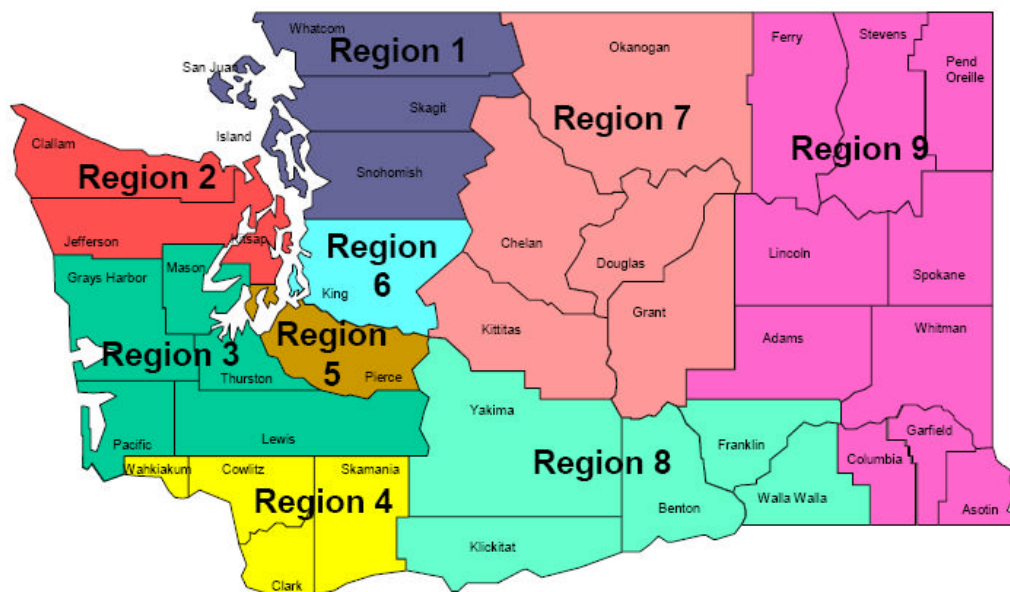 Whatcom
Region 1
Okanogan
Ferry
Stevens
Pend
Oreille
San Juan
Skagit
Region 7
Island
Clallam
Region 2
Region 9
Snohomish
Jefferson
Kitsap
Region
6
King
Chelan
Douglas
Lincoln
Spokane
Grays Harbor
Mason
Region 3
Region
5
Kittitas
Grant
Adams
Whitman
Thurston
Pierce
Yakima
Pacific
Lewis
Region 8
Franklin
Garfield
Columbia
Wahkiakum
Cowlitz
Skamania
Region 4
Benton
Walla Walla
Asotin
Klickitat
Clark